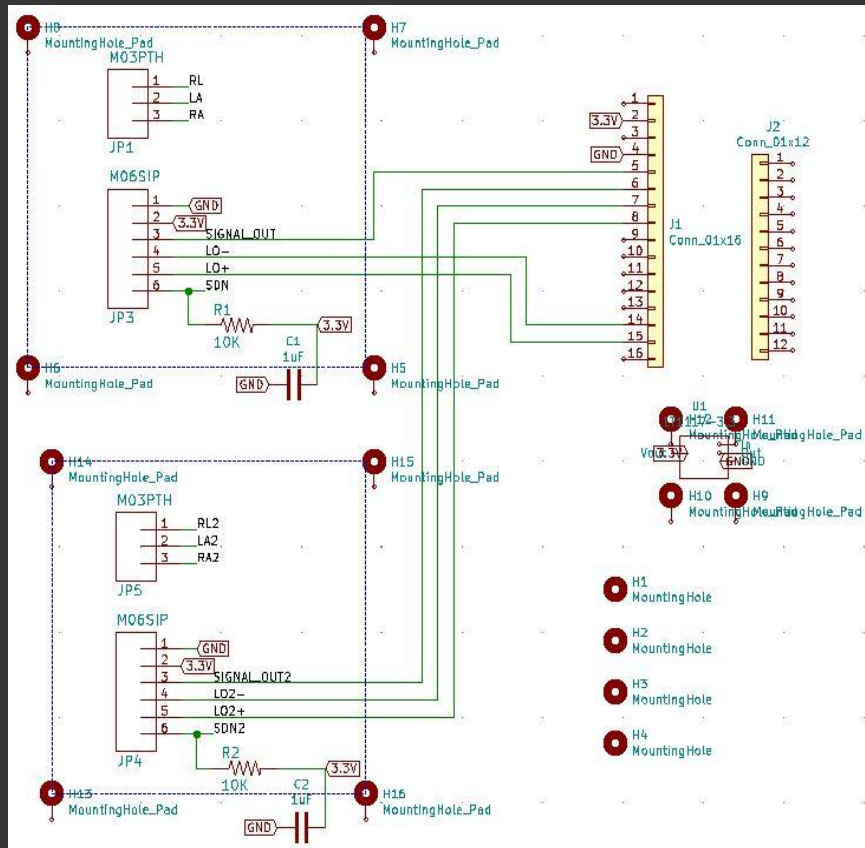 H8
MountingHole_Pad
H7
MountingHole_Pad
M03PTH
1
RL
2
LA
3
RA
JP1
M06SIP
1
GND
2
3.3V
3
SIGNAL_OUT
4
LO-
5
LO+
6
SDN
JP3
R1
10K
3.3V
C1
1uF
GND
H6
MountingHole_Pad
H5
MountingHole_Pad
1
3.3V
2
3
GND
4
5
6
7
8
9
10
11
12
13
14
15
16
J1
Conn_01x16
J2
Conn_01x12
1
2
3
4
5
6
7
8
9
10
11
12
U1
H12
H11
MountingHole_Pad
3.3V
GND
H10
H9
MountingHole_Pad
H14
MountingHole_Pad
H15
MountingHole_Pad
M03PTH
1
RL2
2
LA2
3
RA2
JP5
M06SIP
1
GND
2
3.3V
3
SIGNAL_OUT2
4
LO2-
5
LO2+
6
SDN2
JP4
R2
10K
3.3V
C2
1uF
GND
H13
MountingHole_Pad
H16
MountingHole_Pad
H1
MountingHole
H2
MountingHole
H3
MountingHole
H4
MountingHole